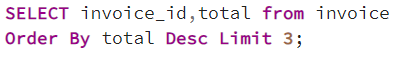 SELECT invoice_id,total from invoice
Order By total Desc Limit 3;